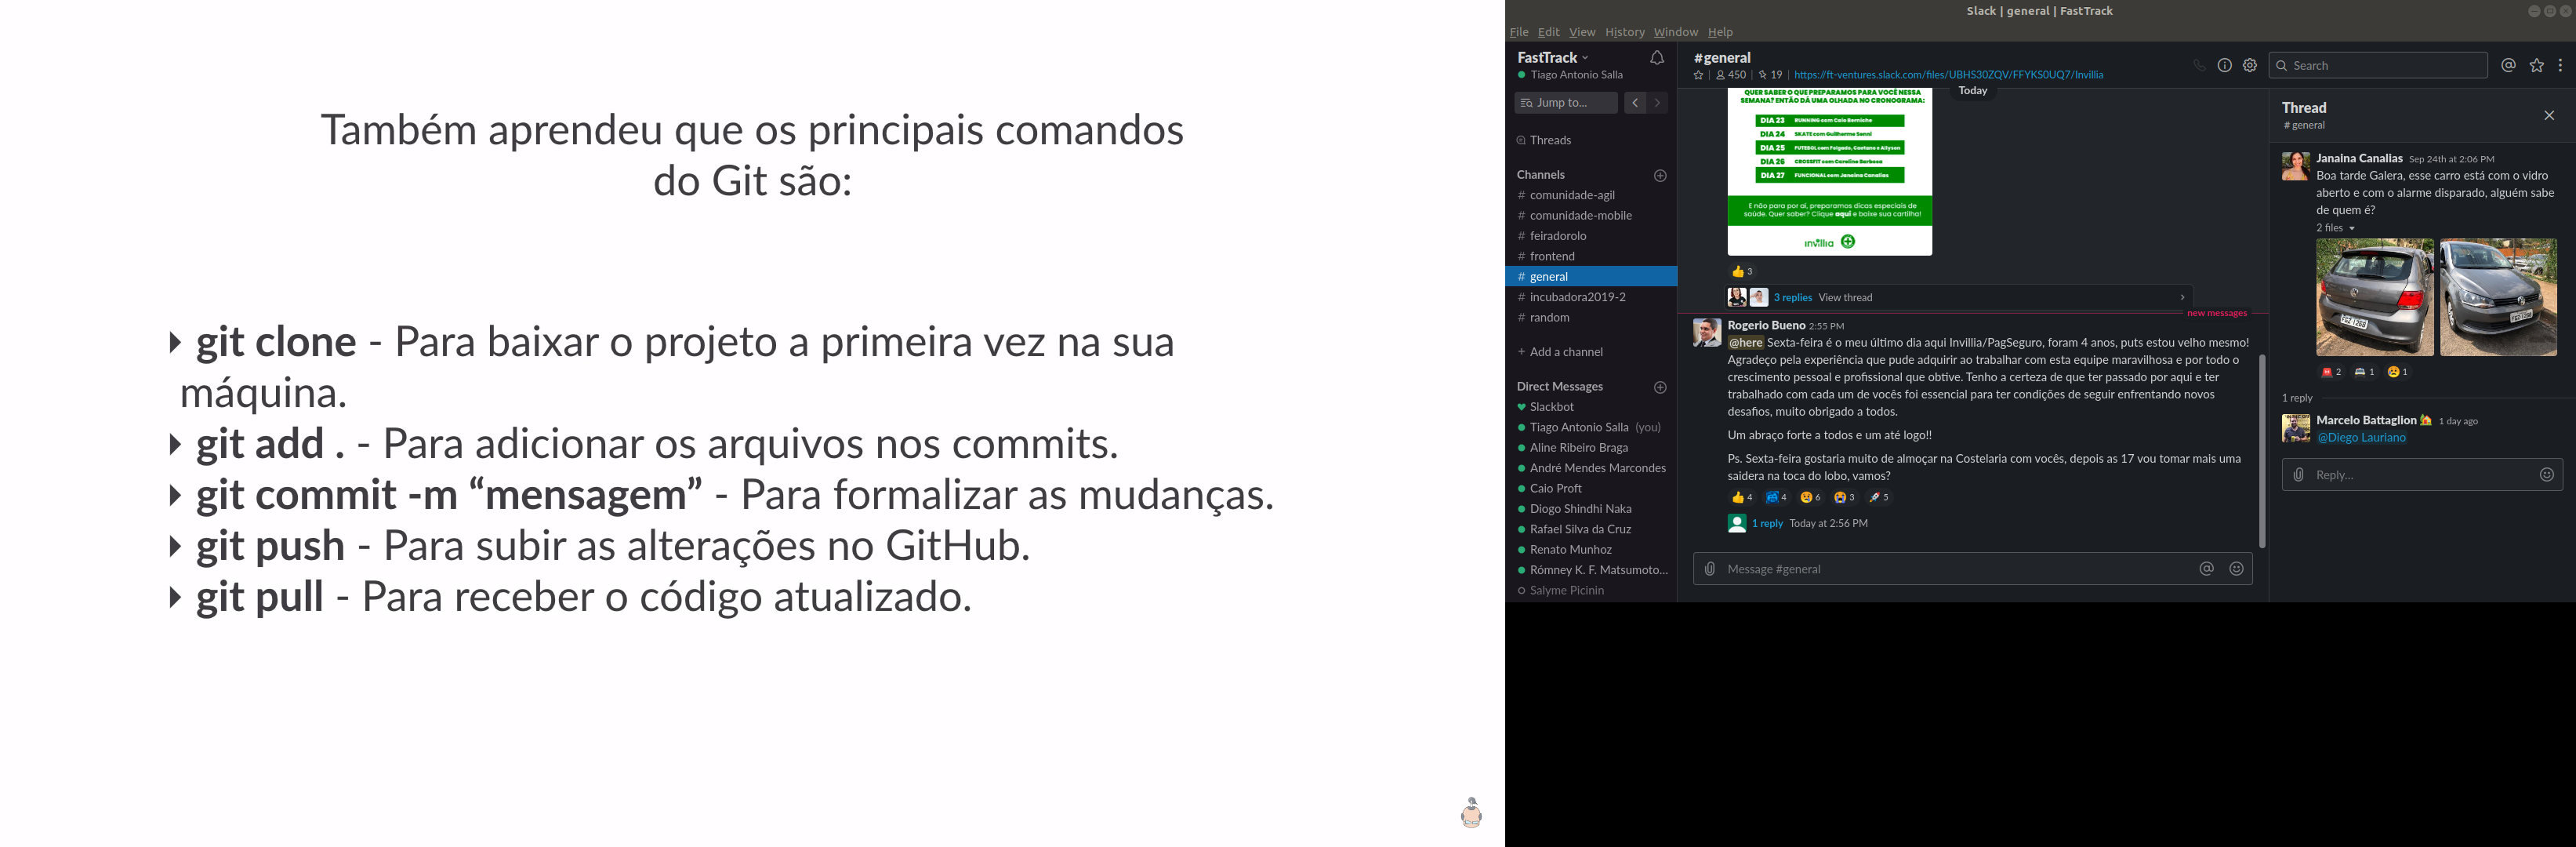 Também aprendeu que os principais comandos
do Git são:
git clone - Para baixar o projeto a primeira vez na sua
máquina.
git add . - Para adicionar os arquivos nos commits.
git commit -m “mensagem” - Para formalizar as mudanças.
git push - Para subir as alterações no GitHub.
git pull - Para receber o código atualizado.
Slack | general | FastTrack
File Edit View History Window Help
FastTrack
Tiago Antonio Salla
Jump to...
Threads
Channels
# comunidade-agil
# comunidade-mobile
# feiradorolo
# frontend
# general
# incubadora2019-2
# random
+ Add a channel
Direct Messages
Slackbot
Tiago Antonio Salla (you)
Aline Ribeiro Braga
André Mendes Marcondes
Caio Proft
Diogo Shindhi Naka
Rafael Silva da Cruz
Renato Munhoz
Rómney K. F. Matsumoto...
Salyme Picinin
#general
450 | 19 | https://ft-ventures.slack.com/files/UBHS30ZQV/FFYKS0UQ7/Invillia
Search
Today
QUER SABER O QUE PREPARAMOS PARA VOCÊ NESSA
SEMANA? ENTÃO DÁ UMA OLHADA NO CRONOGRAMA:
DIA 23 RUNNING com Caio Berniche
DIA 24 SKATE com Guilherme Senni
DIA 25 FUTEBOL com Folgado, Caetano e Allyson
DIA 26 CROSSFIT com Caroline Barbosa
DIA 27 FUNCIONAL com Janaina Canalias
E não para por aí, preparamos dicas especiais de
saúde. Quer saber? Clique aqui e baixe sua cartilha!
invillia
3
3 replies View thread
new messages
Rogerio Bueno 2:55 PM
@here Sexta-feira é o meu último dia aqui Invillia/PagSeguro, foram 4 anos, puts estou velho mesmo!
Agradeço pela experiência que pude adquirir ao trabalhar com esta equipe maravilhosa e por todo o
crescimento pessoal e profissional que obtive. Tenho a certeza de que ter passado por aqui e ter
trabalhado com cada um de vocês foi essencial para ter condições de seguir enfrentando novos
desafios, muito obrigado a todos.
Um abraço forte a todos e um até logo!!
Ps. Sexta-feira gostaria muito de almoçar na Costelaria com vocês, depois as 17 vou tomar mais uma
saidera na toca do lobo, vamos?
4 4 6 3 5
1 reply Today at 2:56 PM
Message #general
Thread
# general
Janaina Canalias Sep 24th at 2:06 PM
Boa tarde Galera, esse carro está com o vidro
aberto e com o alarme disparado, alguém sabe
de quem é?
2 files
2 1 1
1 reply
Marcelo Battaglion 1 day ago
@Diego Lauriano
Reply...